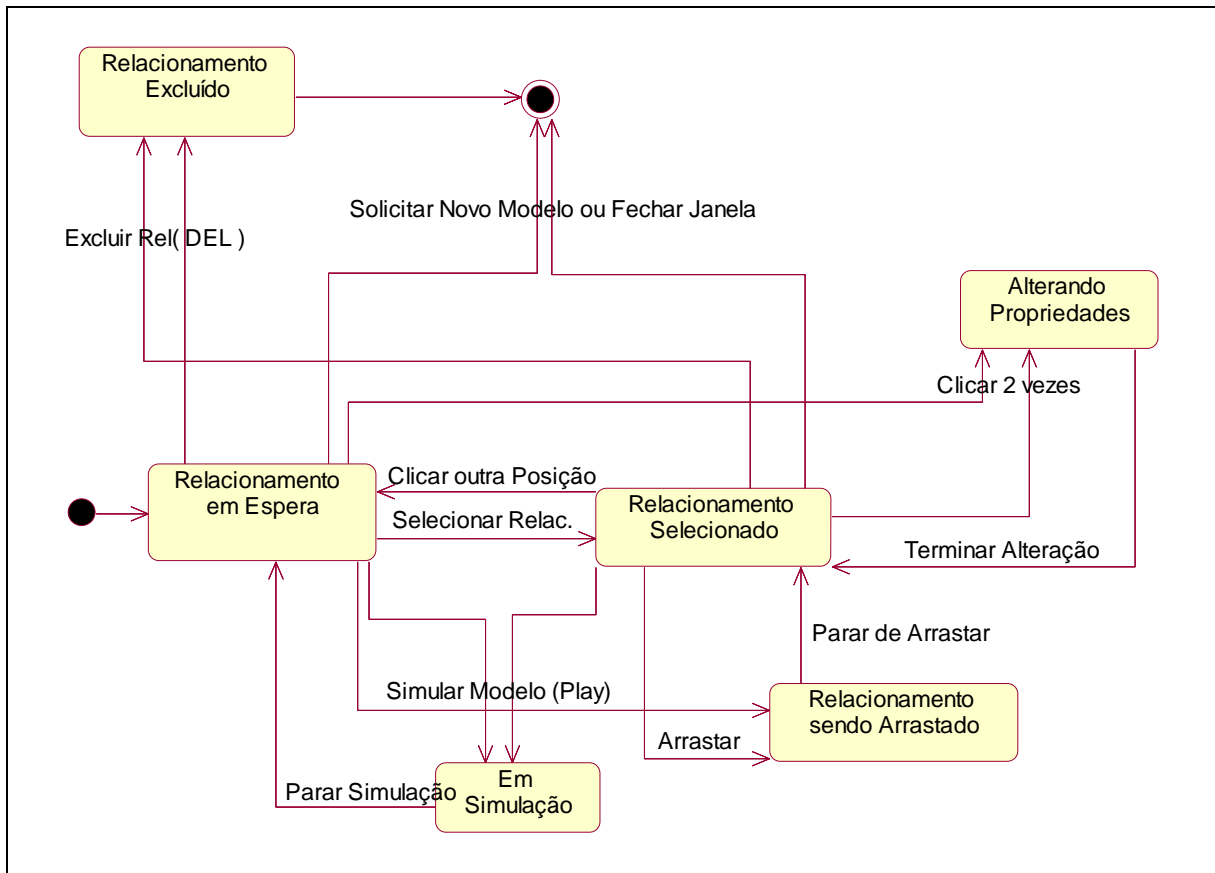 Relacionamento
Excluído
Solicitar Novo Modelo ou Fechar Janela
Excluir Rel( DEL )
Alterando
Propriedades
Clicar 2 vezes
Relacionamento
em Espera
Clicar outra Posição
Selecionar Relac.
Relacionamento
Selecionado
Terminar Alteração
Parar de Arrastar
Simular Modelo (Play)
Relacionamento
sendo Arrastado
Arrastar
Em
Simulação
Parar Simulação